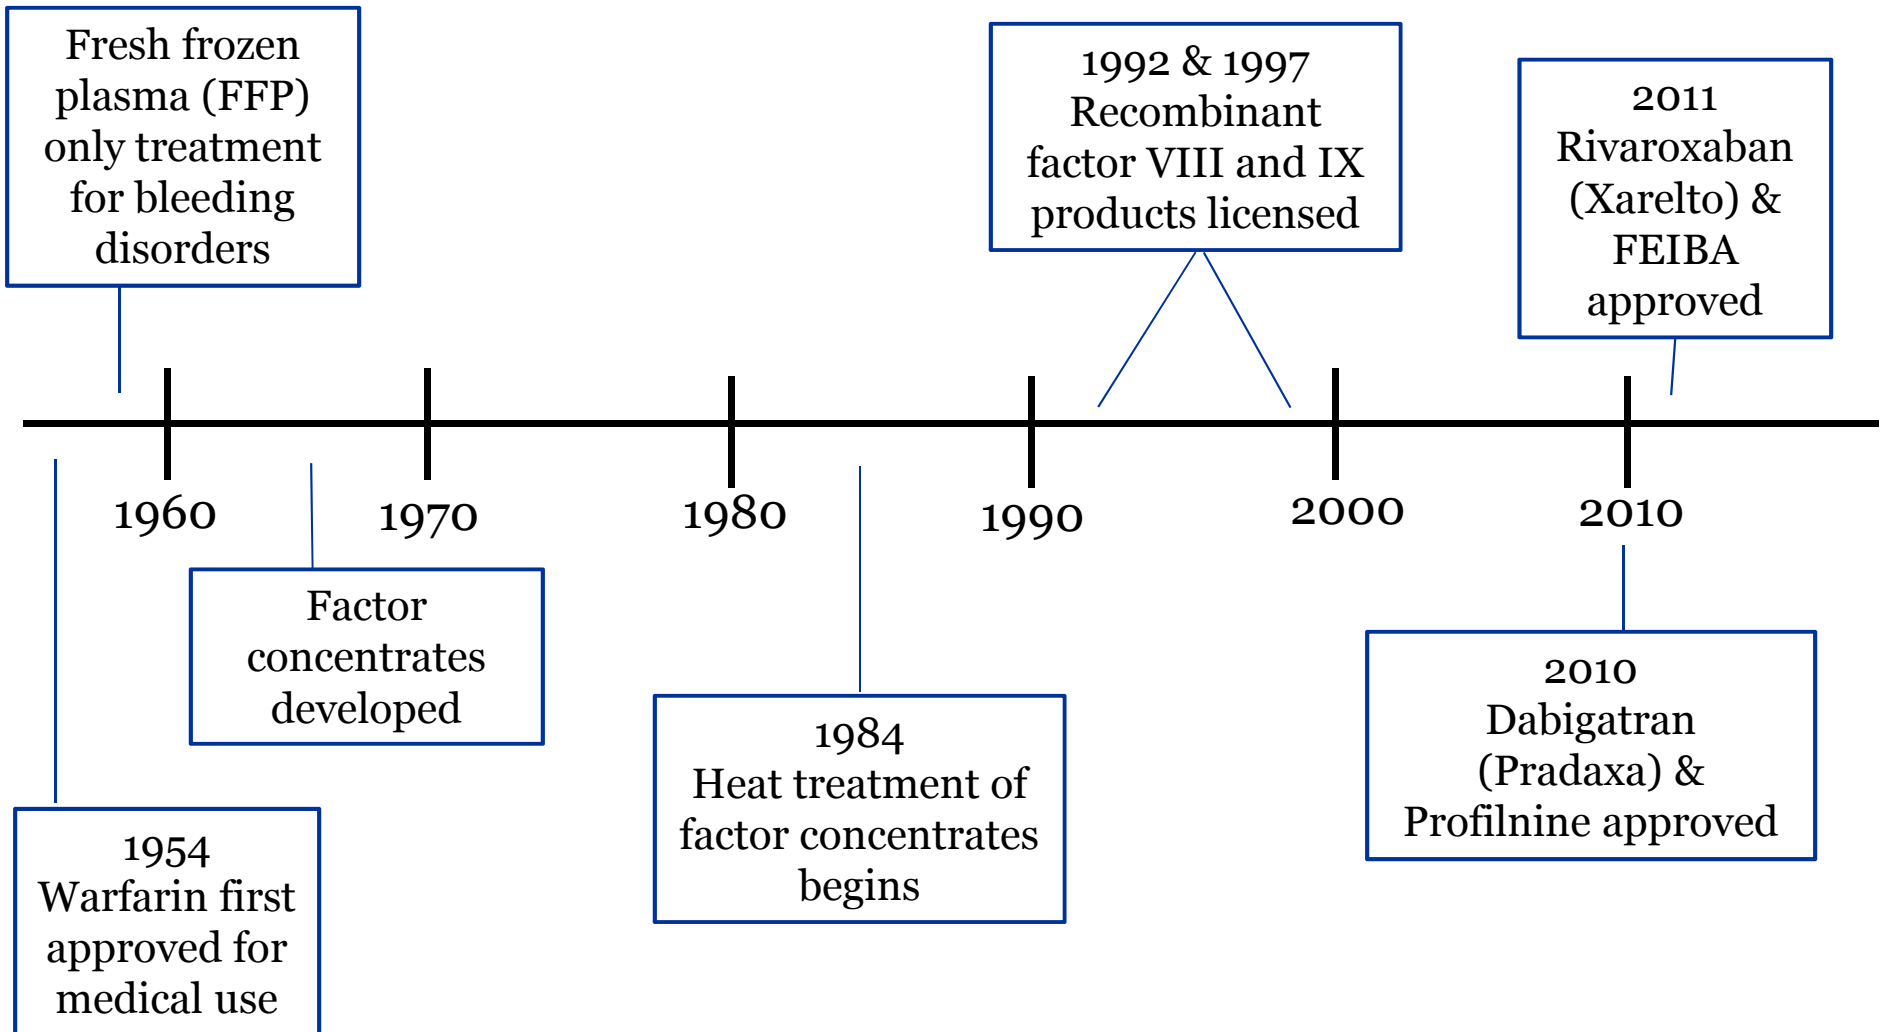 Fresh frozen
plasma (FFP)
only treatment
for bleeding
disorders
1992 & 1997
Recombinant
factor VIII and IX
products licensed
2011
Rivaroxaban
(Xarelto) &
FEIBA
approved
1960
1970
1980
1990
2000
2010
Factor
concentrates
developed
1954
Warfarin first
approved for
medical use
1984
Heat treatment of
factor concentrates
begins
2010
Dabigatran
(Pradaxa) &
Profilnine approved